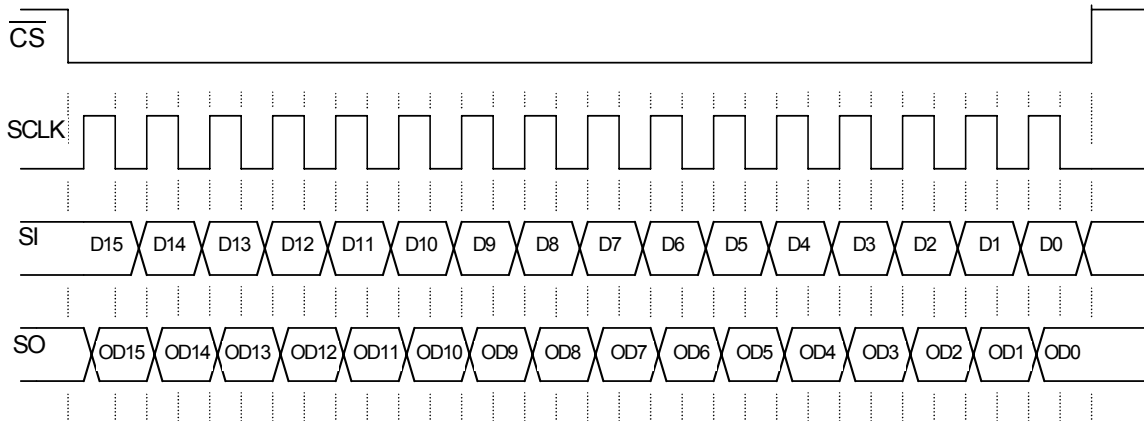 CS
SCLK
SI D15 D14 D13 D12 D11 D10 D9 D8 D7 D6 D5 D4 D3 D2 D1 D0
SO OD15 OD14 OD13 OD12 OD11 OD10 OD9 OD8 OD7 OD6 OD5 OD4 OD3 OD2 OD1 OD0